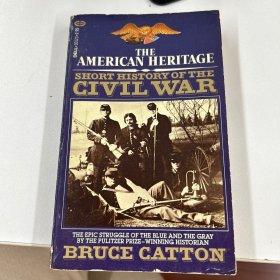 THE
AMERICAN HERITAGE
SHORT HISTORY OF THE
CIVIL WAR
THE EPIC STRUGGLE OF THE BLUE AND THE GRAY
BY THE PULITZER PRIZE-WINNING HISTORIAN
BRUCE CATTON